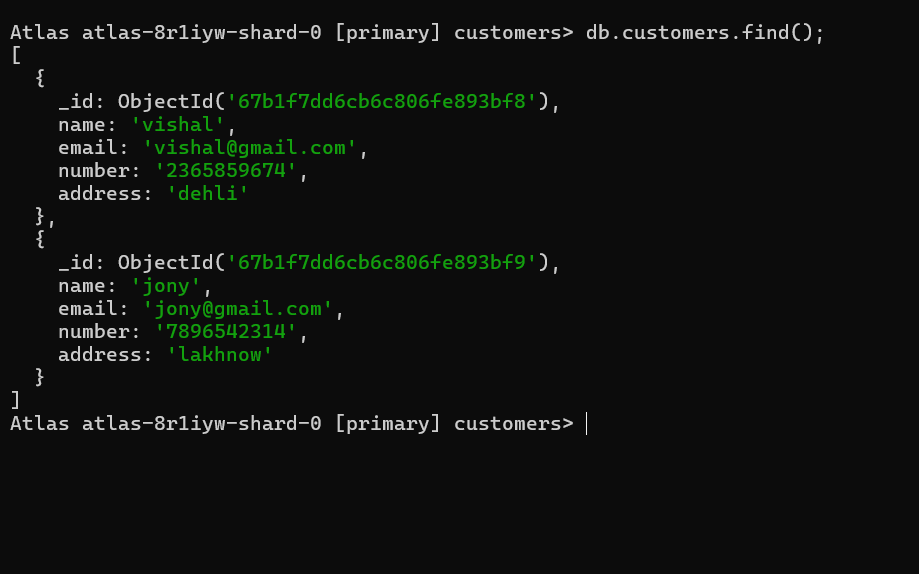 Atlas atlas-8r1iyw-shard-0 [primary] customers> db.customers.find();
[
  {
    _id: ObjectId('67b1f7dd6cb6c806fe893bf8'),
    name: 'vishal',
    email: 'vishal@gmail.com',
    number: '2365859674',
    address: 'dehli'
  },
  {
    _id: ObjectId('67b1f7dd6cb6c806fe893bf9'),
    name: 'jony',
    email: 'jony@gmail.com',
    number: '7896542314',
    address: 'lakhnow'
  }
]
Atlas atlas-8r1iyw-shard-0 [primary] customers>